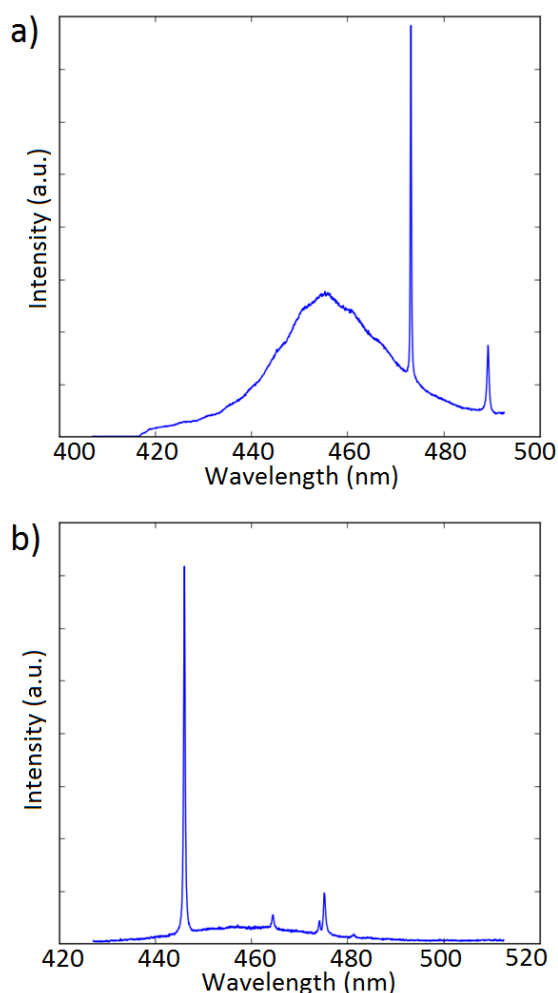 a)
Intensity (a.u.)
400 420 440 460 480 500
Wavelength (nm)
b)
Intensity (a.u.)
420 440 460 480 500 520
Wavelength (nm)